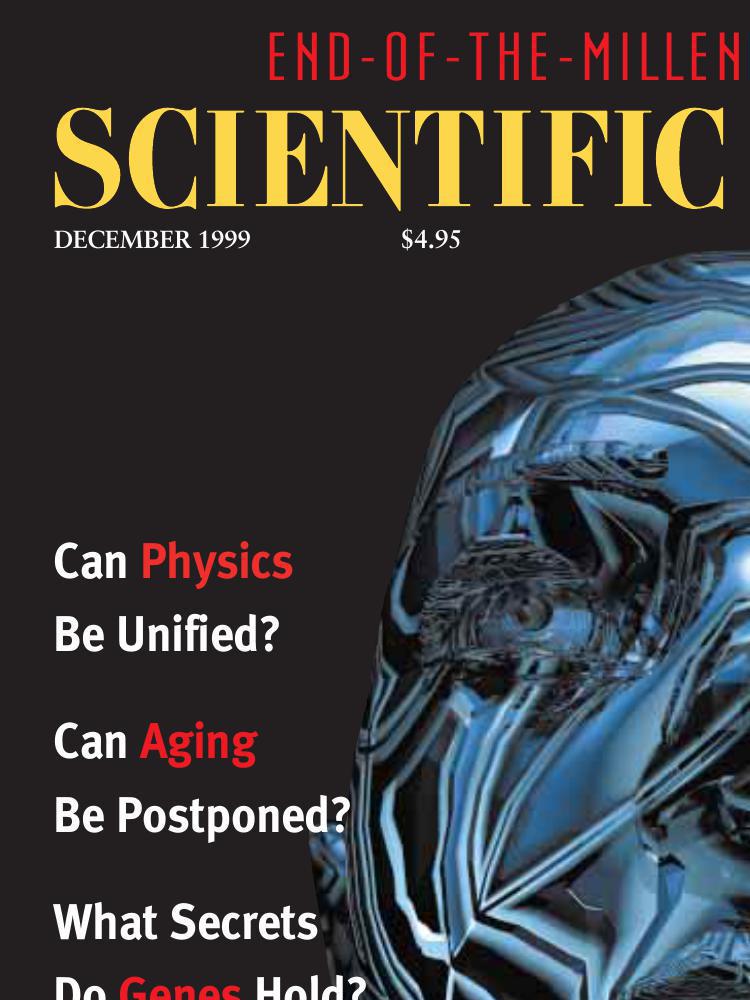 END-OF-THE-MILLEN
SCIENTIFIC
DECEMBER 1999 $4.95
Can Physics
Be Unified?
Can Aging
Be Postponed?
What Secrets
Do Genes Hold?